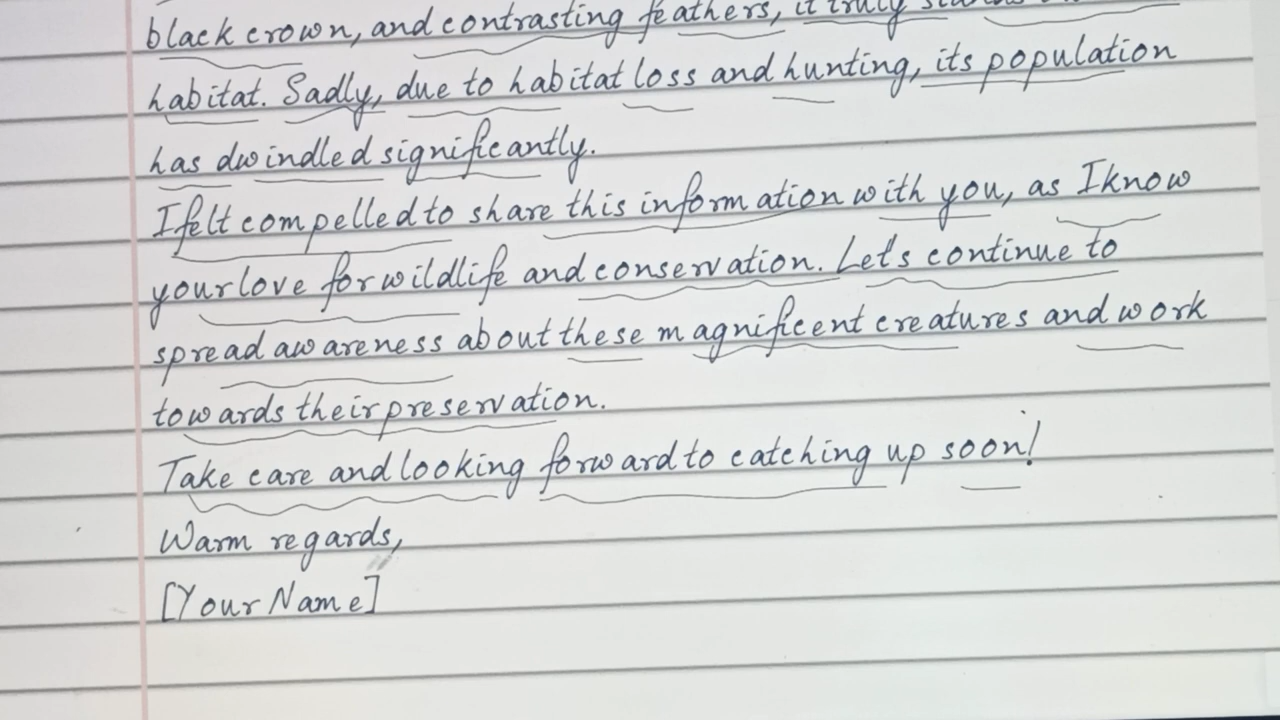 black crown, and contrasting feathers, it truly
habitat. Sadly, due to habitat loss and hunting, its population
has dwindled significantly.
I felt compelled to share this information with you, as I know
your love for wildlife and conservation. Let's continue to
spread awareness about these magnificent creatures and work
towards their preservation.
Take care and looking forward to catching up soon!
Warm regards,
[Your Name]